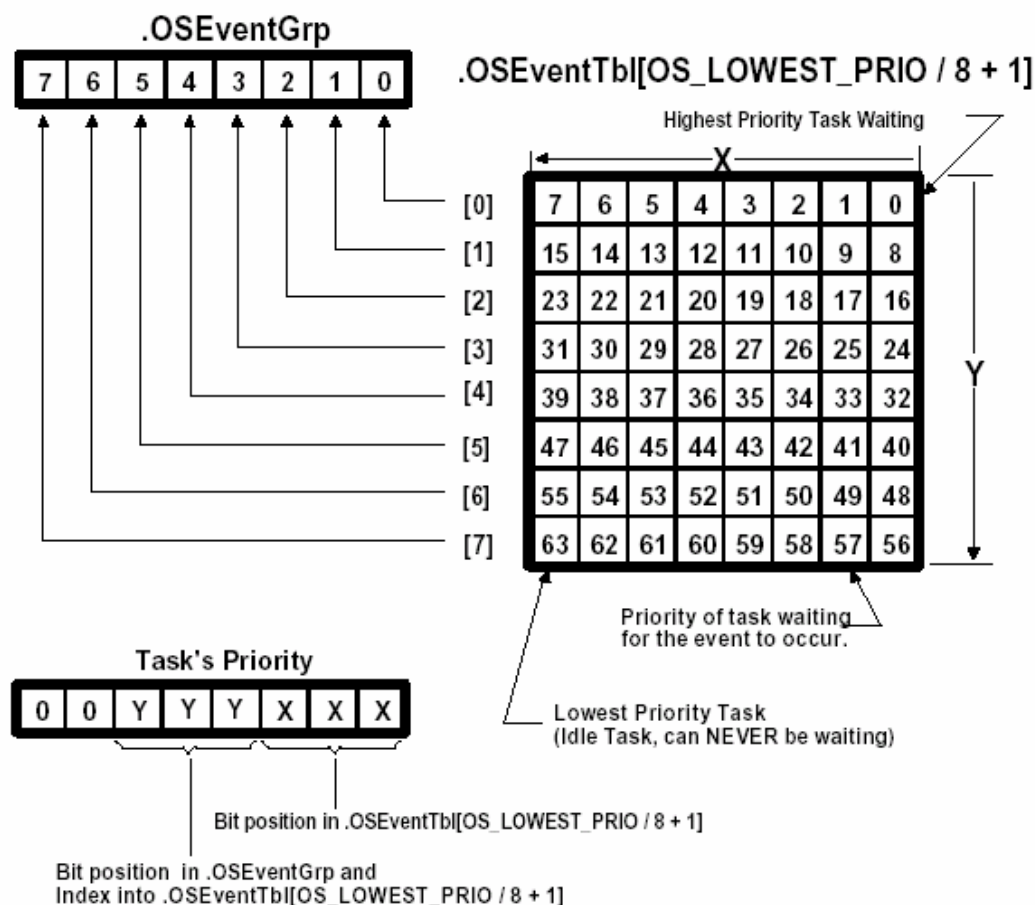 .OSEventGrp
7 6 5 4 3 2 1 0
.OSEventTbl[OS_LOWEST_PRIO / 8 + 1]
Highest Priority Task Waiting
X
[0] 7 6 5 4 3 2 1 0
[1] 15 14 13 12 11 10 9 8
[2] 23 22 21 20 19 18 17 16
[3] 31 30 29 28 27 26 25 24
[4] 39 38 37 36 35 34 33 32
[5] 47 46 45 44 43 42 41 40
[6] 55 54 53 52 51 50 49 48
[7] 63 62 61 60 59 58 57 56
Y
Priority of task waiting
for the event to occur.
Task's Priority
0 0 Y Y Y X X X
Lowest Priority Task
(Idle Task, can NEVER be waiting)
Bit position in .OSEventTbl[OS_LOWEST_PRIO / 8 + 1]
Bit position in .OSEventGrp and
Index into .OSEventTbl[OS_LOWEST_PRIO / 8 + 1]